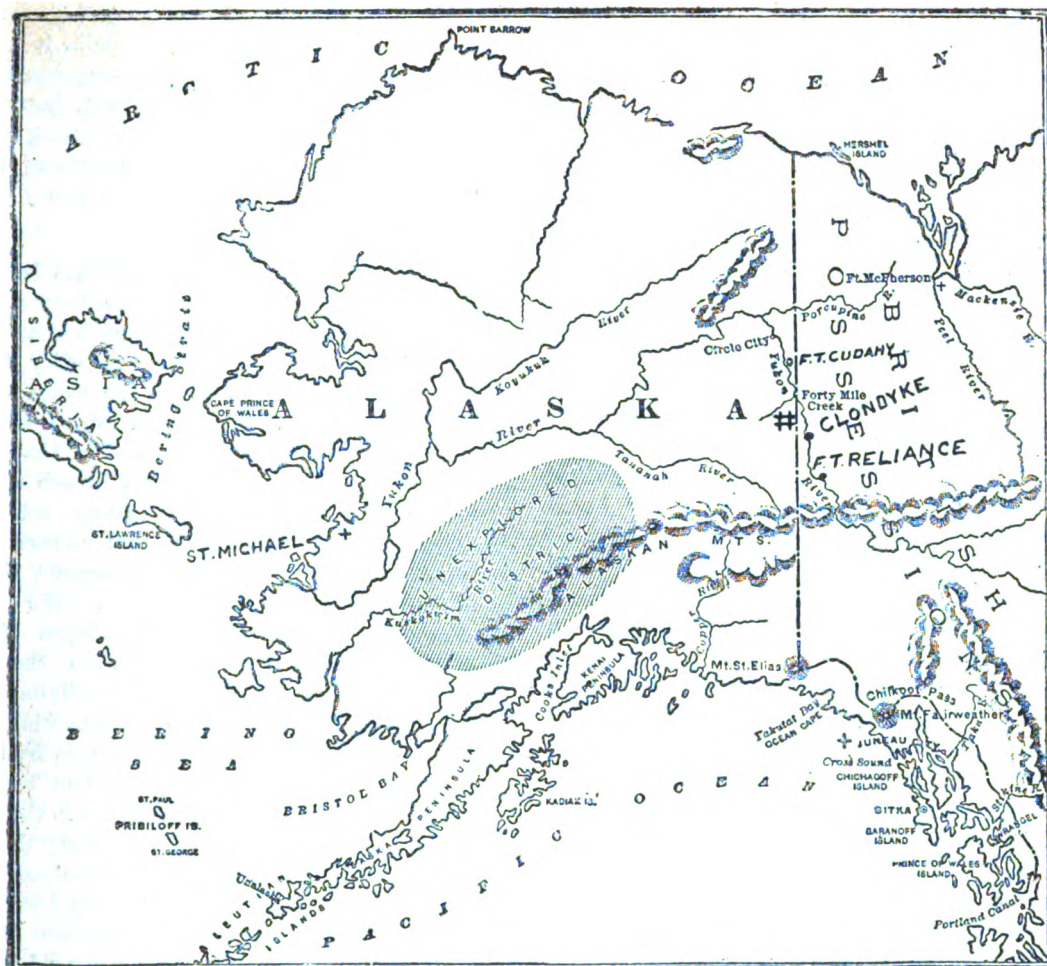 POINT BARROW
ARCTIC OCEAN
HERSHEL
ISLAND
BRITISH POSSESSIONS
Ft. McPherson
Mackenzie R.
Peel
River
Porcupine R.
Koyukuk River
Circle City
Yukon
River
F.T. CUDAHY
Forty Mile
Creek
CLONDYKE
F.T. RELIANCE
ASIA
Bering Strait
CAPE PRINCE
OF WALES
ALASKA
#
Yukon River
Tananah
River
ST. LAWRENCE
ISLAND
ST. MICHAEL
UNEXPLORED
DISTRICT
Kuskokwim River
ALASKAN MTS.
Copper River
Mt. St. Elias
Chilkoot Pass
Mt. Fairweather
Yakutat Bay
OCEAN CAPE
JUNEAU
Taku
Cross Sound
CHICHAGOFF
ISLAND
SITKA
BARANOFF
ISLAND
Stikine R.
WRANGEL
PRINCE OF WALES
ISLAND
Portland Canal
Cooks Inlet
KENAI
PENINSULA
KADIAK IS.
BERING
SEA
BRISTOL BAY
ALASKA PENINSULA
ST. PAUL
PRIBILOFF IS.
ST. GEORGE
Unalaska
ALEUTIAN
ISLANDS
PACIFIC OCEAN